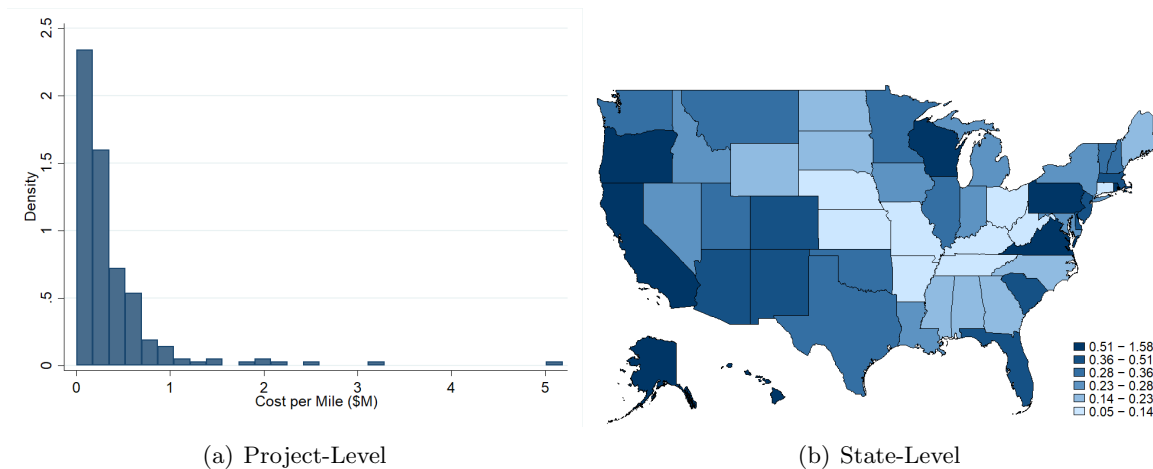 2.5
2
1.5
1
.5
0
Density
0
1
2
3
4
5
Cost per Mile ($M)
0.51 – 1.58
0.36 – 0.51
0.28 – 0.36
0.23 – 0.28
0.14 – 0.23
0.05 – 0.14
(a) Project-Level
(b) State-Level